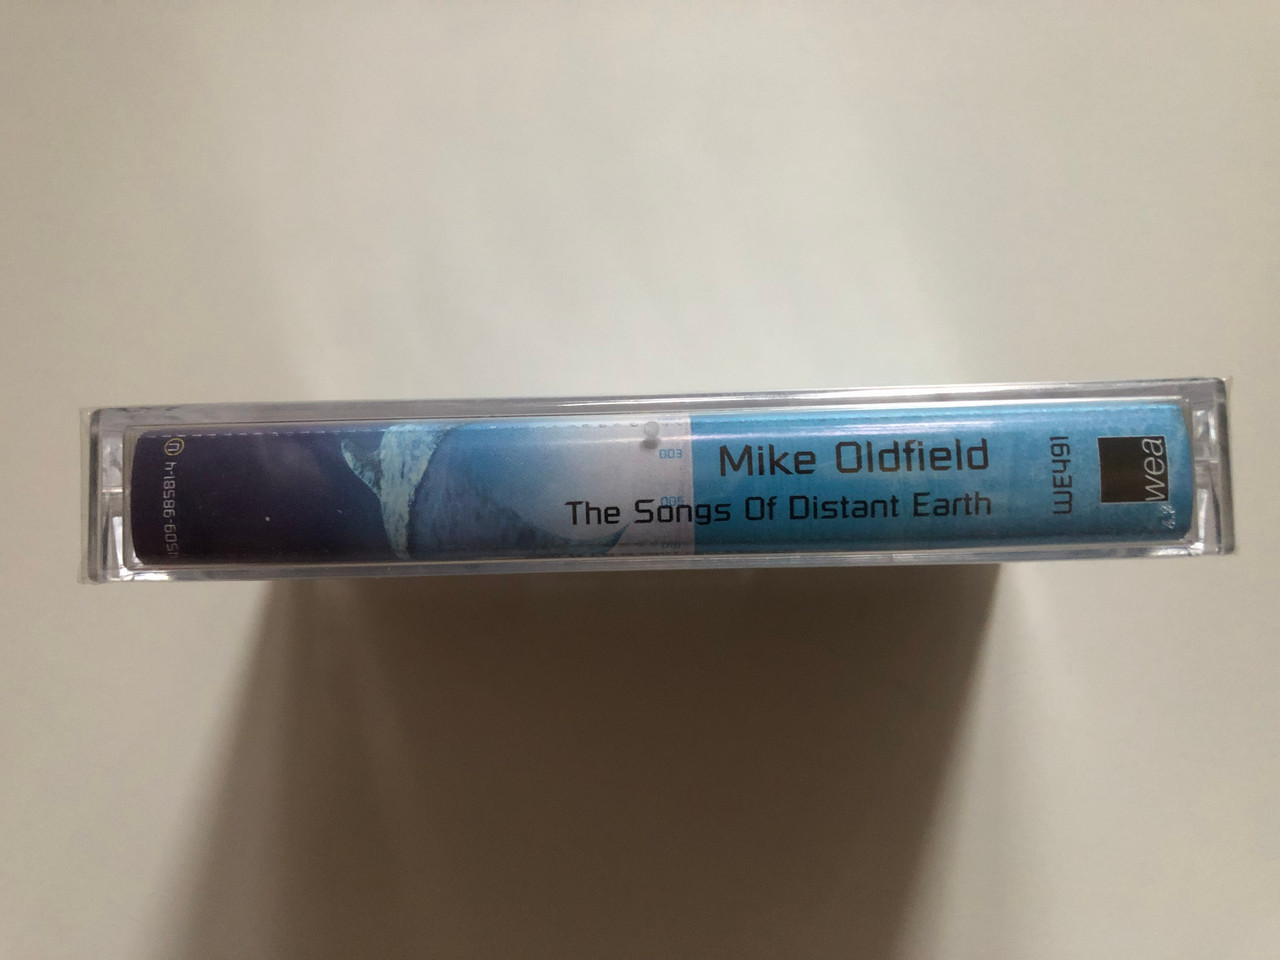 Mike Oldfield
The Songs Of Distant Earth
WE491
wea
003
005
4509-98581-4